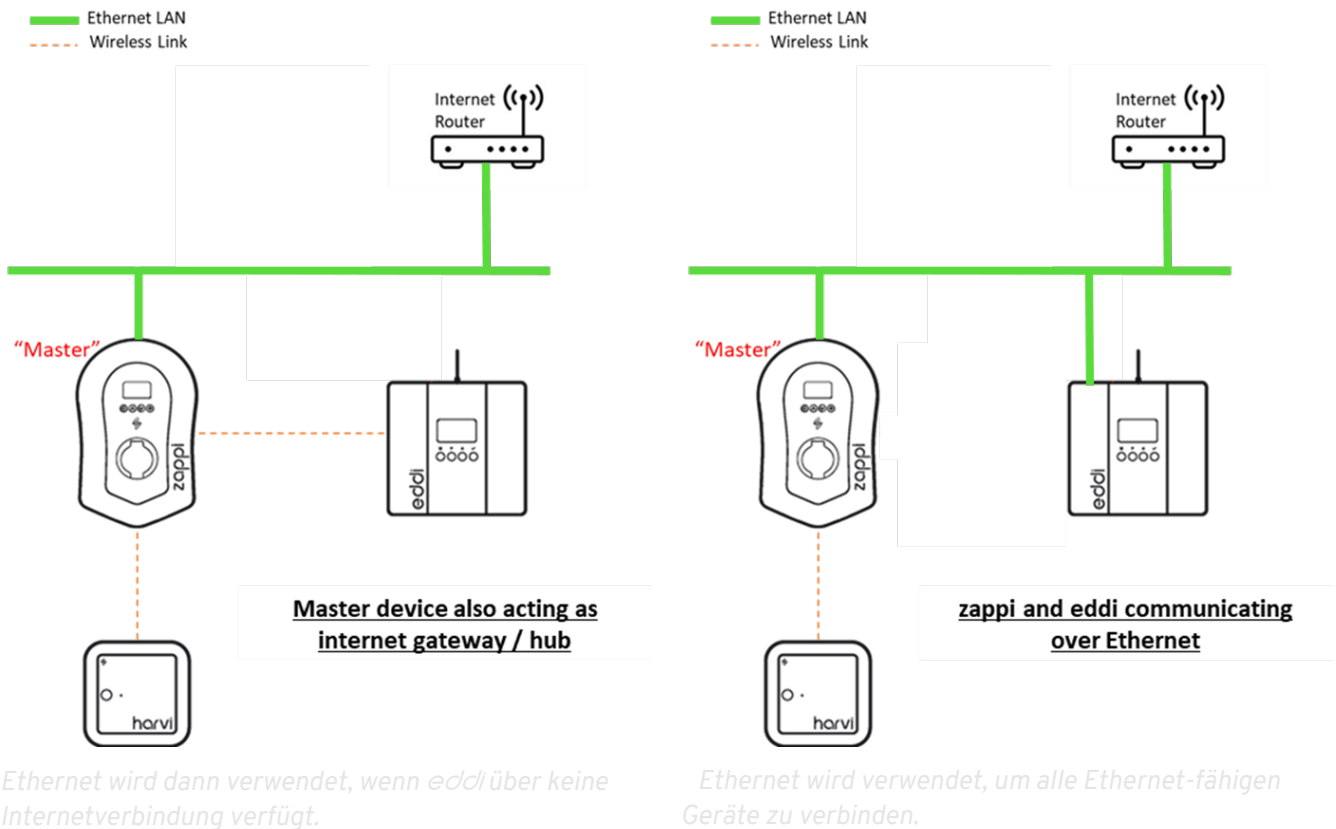 Ethernet LAN
Wireless Link
Internet
Router
"Master"
zappi
eddi
harvi
Master device also acting as
internet gateway / hub
Ethernet wird dann verwendet, wenn eddi über keine
Internetverbindung verfügt.
Ethernet LAN
Wireless Link
Internet
Router
"Master"
zappi
eddi
harvi
zappi and eddi communicating
over Ethernet
Ethernet wird verwendet, um alle Ethernet-fähigen
Geräte zu verbinden.